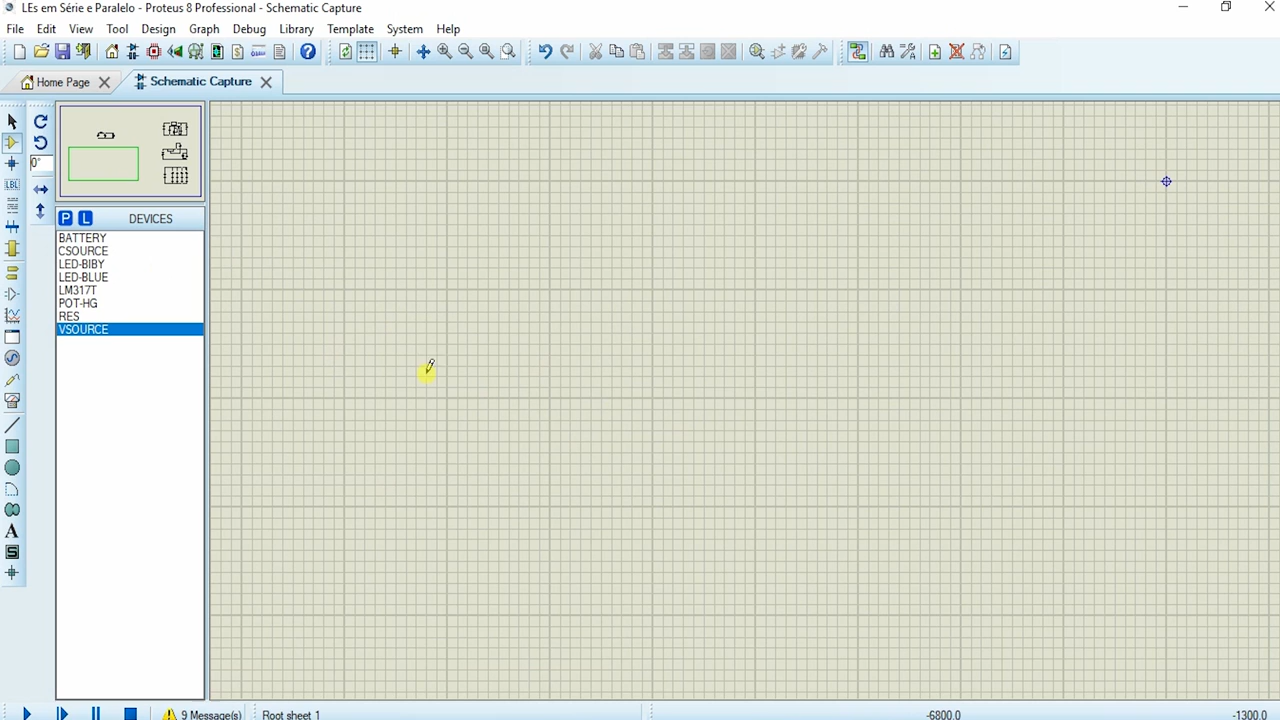 LEs em Série e Paralelo - Proteus 8 Professional - Schematic Capture
File Edit View Tool Design Graph Debug Library Template System Help
Home Page Schematic Capture
0°
LBL
P L DEVICES
BATTERY
CSOURCE
LED-BIBY
LED-BLUE
LM317T
POT-HG
RES
VSOURCE
A
S
9 Message(s) Root sheet 1 -6800.0 -1300.0